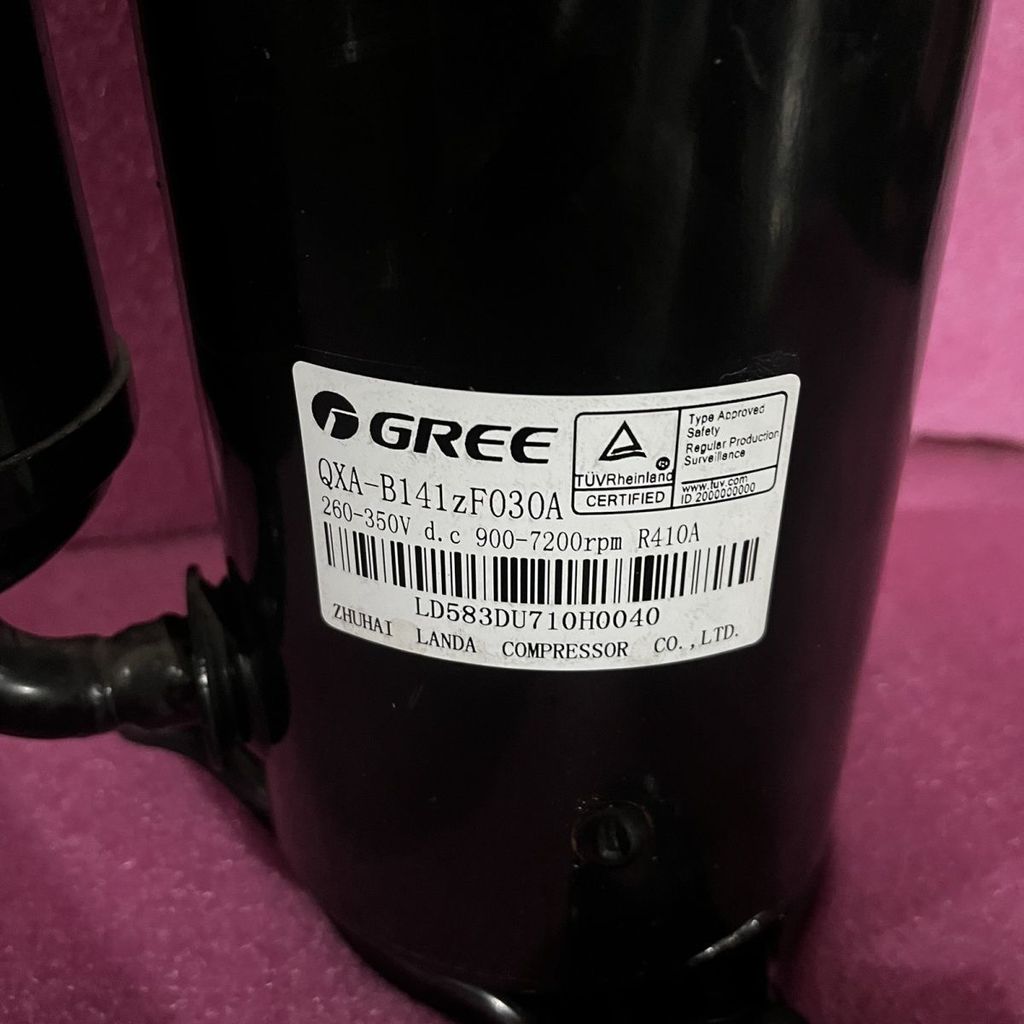 GREE
TÜVRheinland
CERTIFIED
Type Approved
Safety
Regular Production
Surveillance
www.tuv.com
ID 2000000000
QXA-B141zF030A
260-350V d.c 900-7200rpm R410A
LD583DU710H0040
ZHUHAI LANDA COMPRESSOR CO.,LTD.